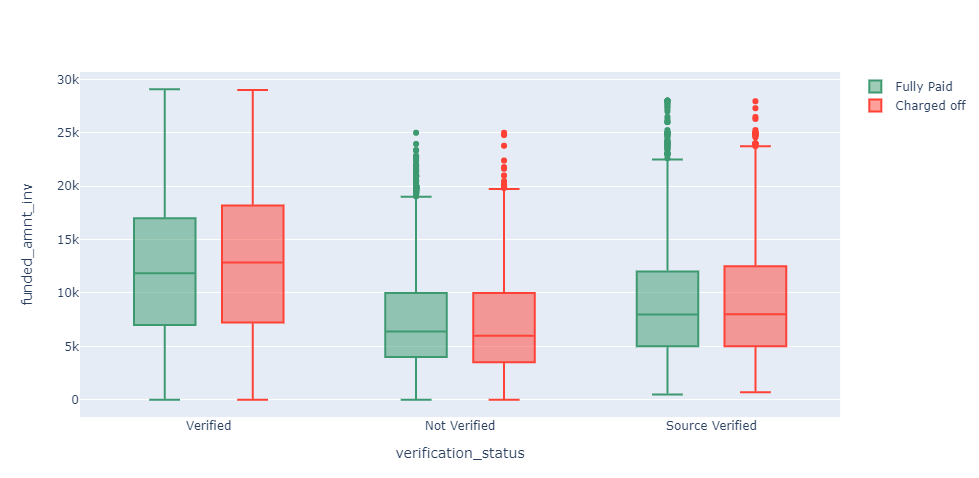 30k
25k
20k
15k
10k
5k
0
funded_amnt_inv
Verified
Not Verified
Source Verified
verification_status
Fully Paid
Charged off